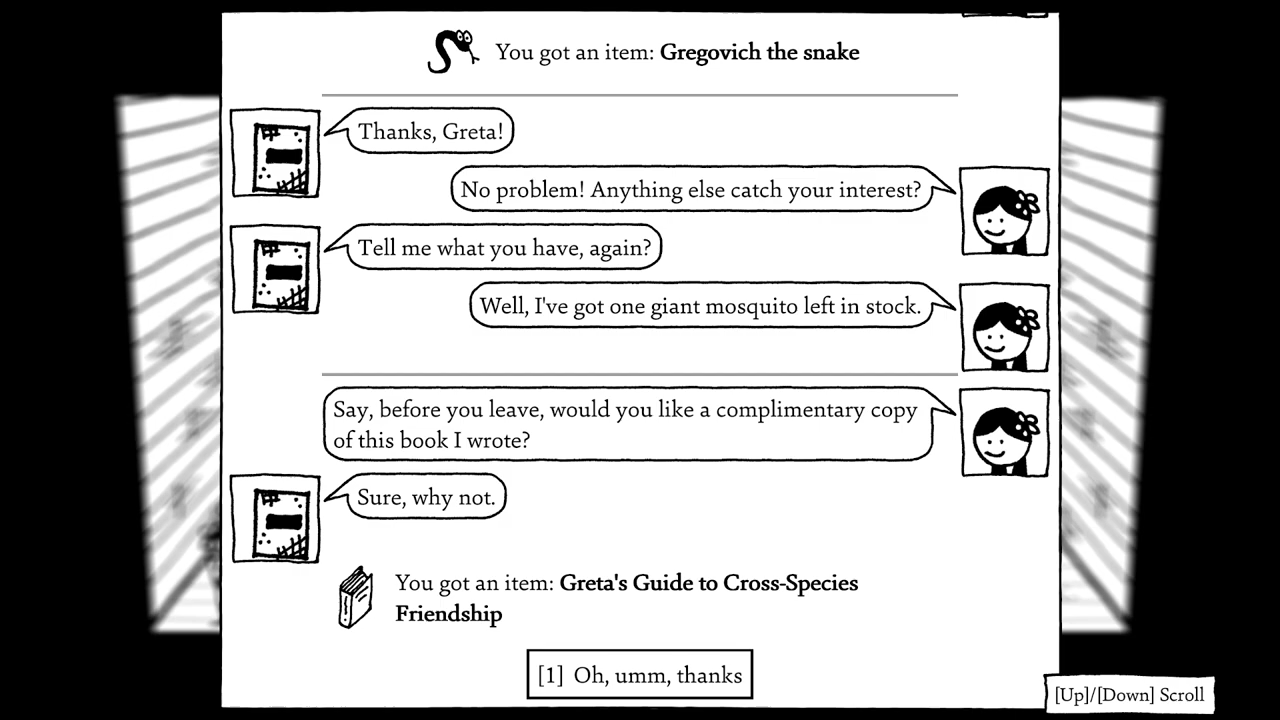 You got an item: Gregovich the snake
Thanks, Greta!
No problem! Anything else catch your interest?
Tell me what you have, again?
Well, I've got one giant mosquito left in stock.
Say, before you leave, would you like a complimentary copy
of this book I wrote?
Sure, why not.
You got an item: Greta's Guide to Cross-Species
Friendship
[1] Oh, umm, thanks
[Up]/[Down] Scroll